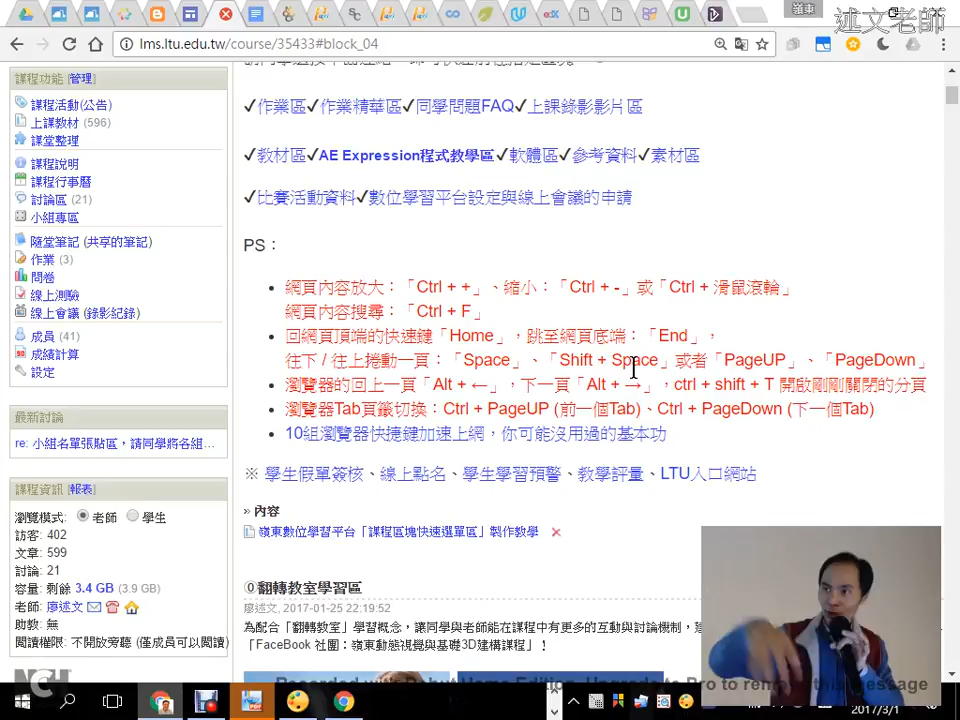 嶺東
述文老師
lms.ltu.edu.tw/course/35433#block_04
課程功能 [管理]
課程活動(公告)
上課教材 (596)
課堂整理
課程說明
課程行事曆
討論區 (21)
小組專區
隨堂筆記 (共享的筆記)
作業 (3)
問卷
線上測驗
線上會議 (錄影紀錄)
成員 (41)
成績計算
設定
最新討論
re: 小組名單張貼區，請同學將各組...
課程資訊 [報表]
瀏覽模式: 老師 學生
訪客: 402
文章: 599
討論: 21
容量: 剩餘 3.4 GB (3.9 GB)
老師: 廖述文
助教: 無
閱讀權限: 不開放旁聽 (僅成員可以閱讀)
✓作業區✓作業精華區✓同學問題FAQ✓上課錄影影片區
✓教材區✓AE Expression程式教學區✓軟體區✓參考資料✓素材區
✓比賽活動資料✓數位學習平台設定與線上會議的申請
PS：
• 網頁內容放大：「Ctrl + +」、縮小：「Ctrl + -」或「Ctrl + 滑鼠滾輪」
網頁內容搜尋：「Ctrl + F」
• 回網頁頂端的快速鍵「Home」，跳至網頁底端：「End」，
往下 / 往上捲動一頁：「Space」、「Shift + Space」或者「PageUP」、「PageDown」
• 瀏覽器的回上一頁「Alt + ←」，下一頁「Alt + →」，ctrl + shift + T 開啟剛剛關閉的分頁
• 瀏覽器Tab頁籤切換：Ctrl + PageUP (前一個Tab)、Ctrl + PageDown (下一個Tab)
• 10組瀏覽器快捷鍵加速上網，你可能沒用過的基本功
※ 學生假單簽核、線上點名、學生學習預警、教學評量、LTU入口網站
» 內容
嶺東數位學習平台「課程區塊快速選單區」製作教學
⓪翻轉教室學習區
廖述文, 2017-01-25 22:19:52
為配合「翻轉教室」學習概念，讓同學與老師能在課程中有更多的互動與討論機制，
「FaceBook 社團：嶺東動態視覺與基礎3D建構課程」！
NCH
2017/3/1